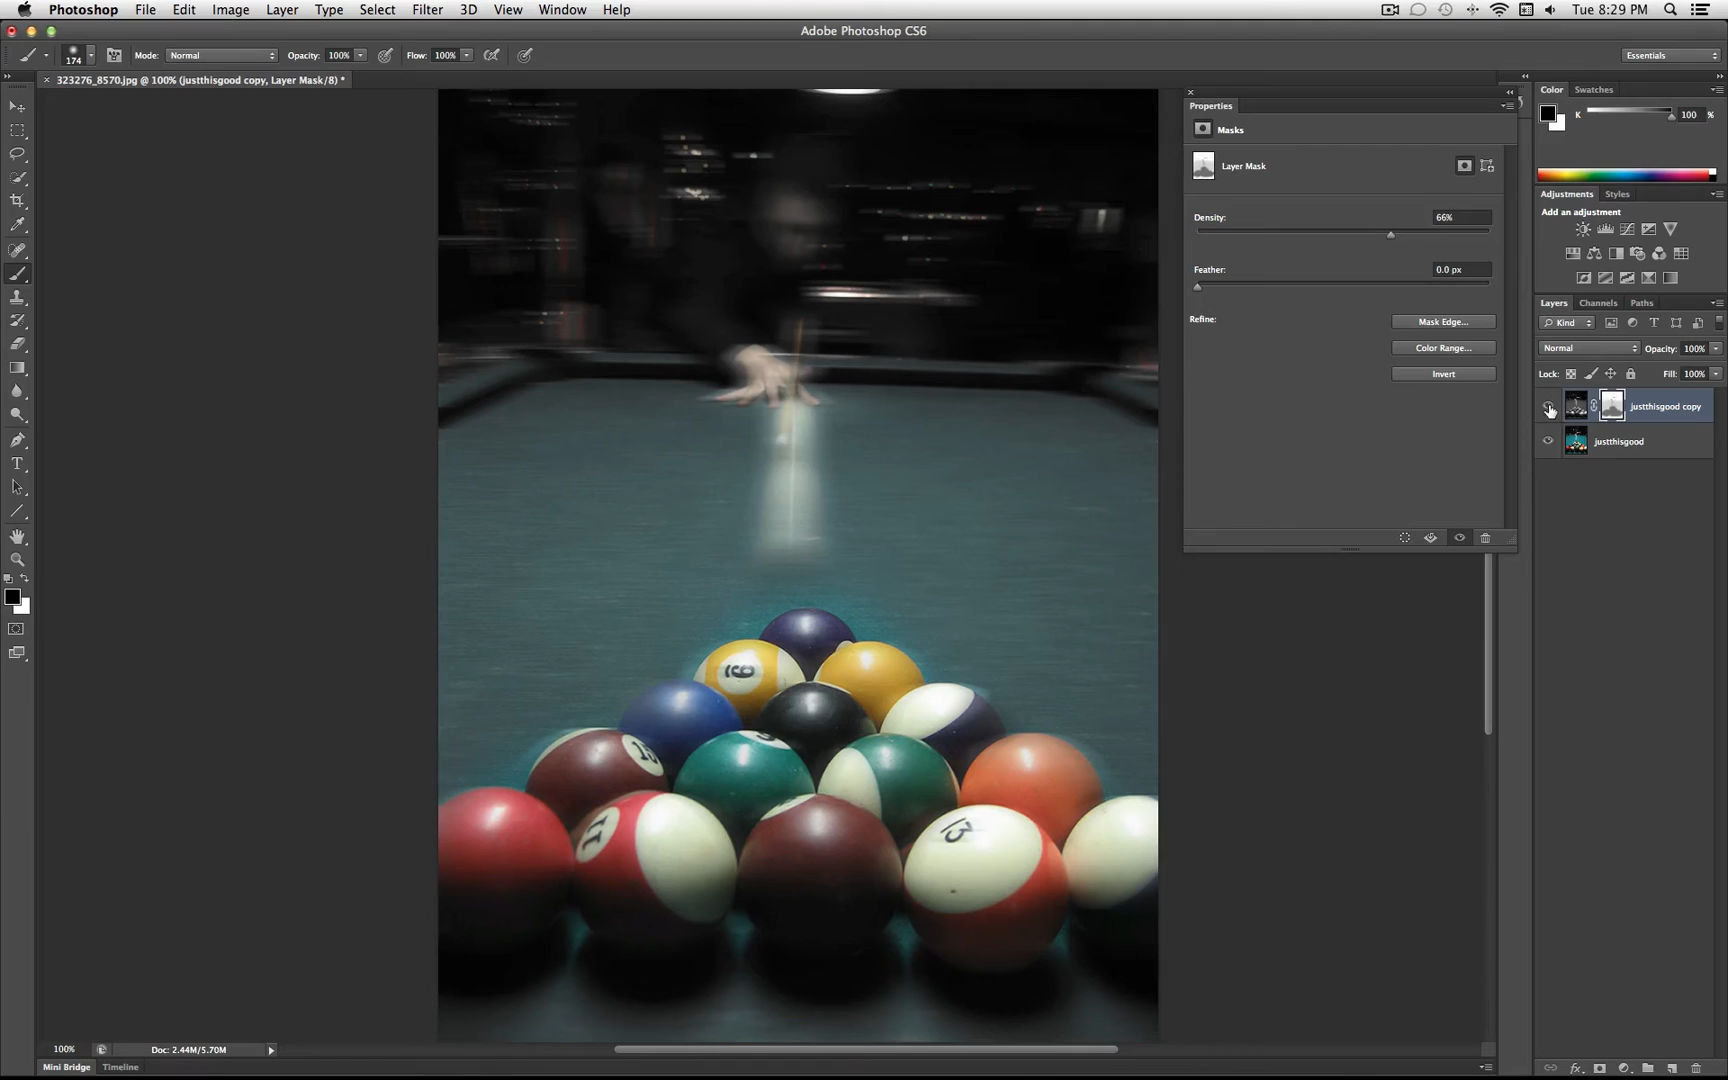 Photoshop File Edit Image Layer Type Select Filter 3D View Window Help Tue 8:29 PM
Adobe Photoshop CS6
174 Mode: Normal Opacity: 100% Flow: 100% Essentials
323276_8570.jpg @ 100% (justthisgood copy, Layer Mask/8) *
Properties
Masks
Layer Mask
Density: 66%
Feather: 0.0 px
Refine:
Mask Edge...
Color Range...
Invert
Color Swatches
K 100 %
Adjustments Styles
Add an adjustment
Layers Channels Paths
Kind
Normal Opacity: 100%
Lock: Fill: 100%
justthisgood copy
justthisgood
15
11
13
100% Doc: 2.44M/5.70M
Mini Bridge Timeline